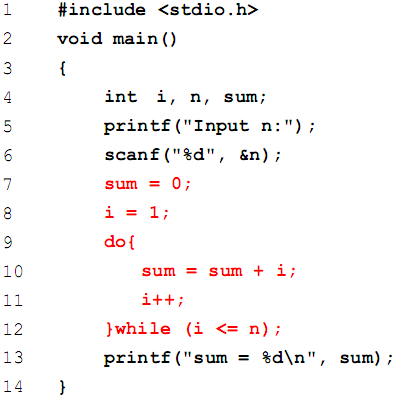 1 #include <stdio.h>
2 void main()
3 {
4 int i, n, sum;
5 printf("Input n:");
6 scanf("%d", &n);
7 sum = 0;
8 i = 1;
9 do{
10 sum = sum + i;
11 i++;
12 }while (i <= n);
13 printf("sum = %d\n", sum);
14 }